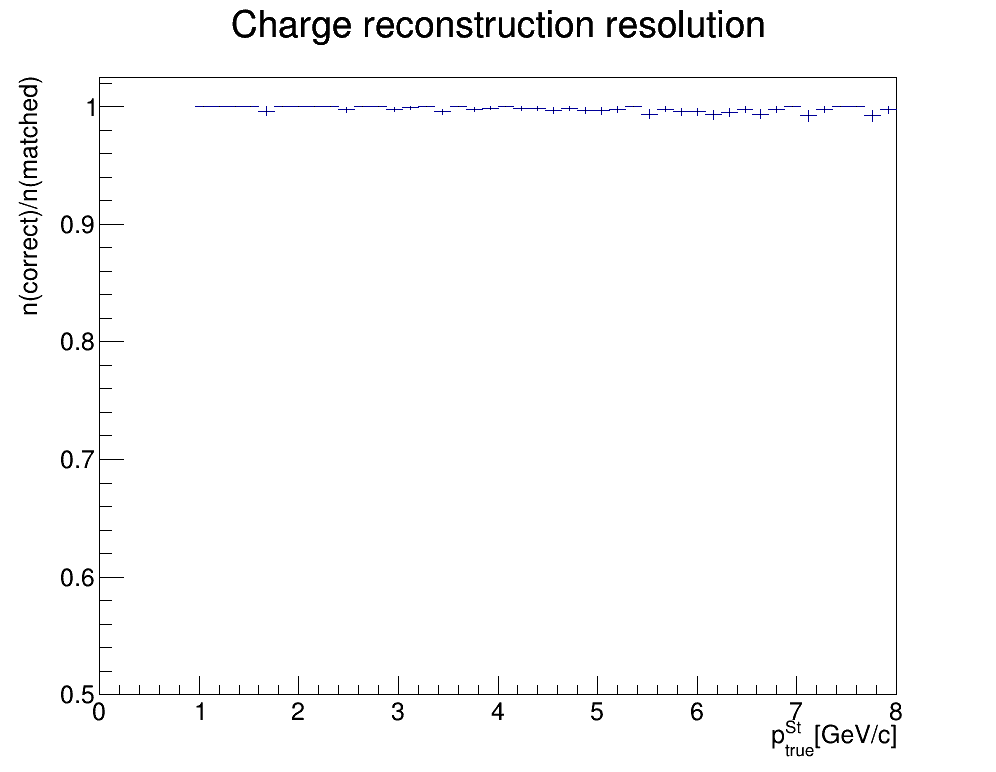 Charge reconstruction resolution
n(correct)/n(matched)
1
0.9
0.8
0.7
0.6
0.5
0 1 2 3 4 5 6 7 8
p^St_true[GeV/c]